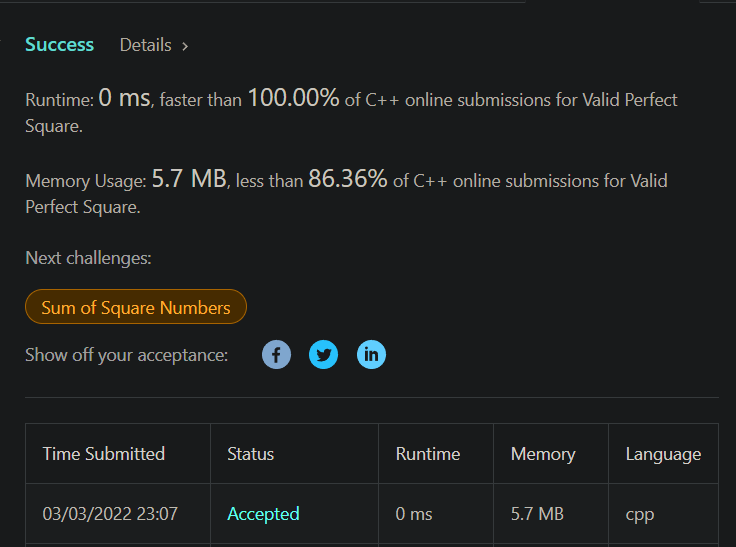 Success Details >
Runtime: 0 ms, faster than 100.00% of C++ online submissions for Valid Perfect
Square.
Memory Usage: 5.7 MB, less than 86.36% of C++ online submissions for Valid
Perfect Square.
Next challenges:
Sum of Square Numbers
Show off your acceptance: f in
Time Submitted Status Runtime Memory Language
03/03/2022 23:07 Accepted 0 ms 5.7 MB cpp